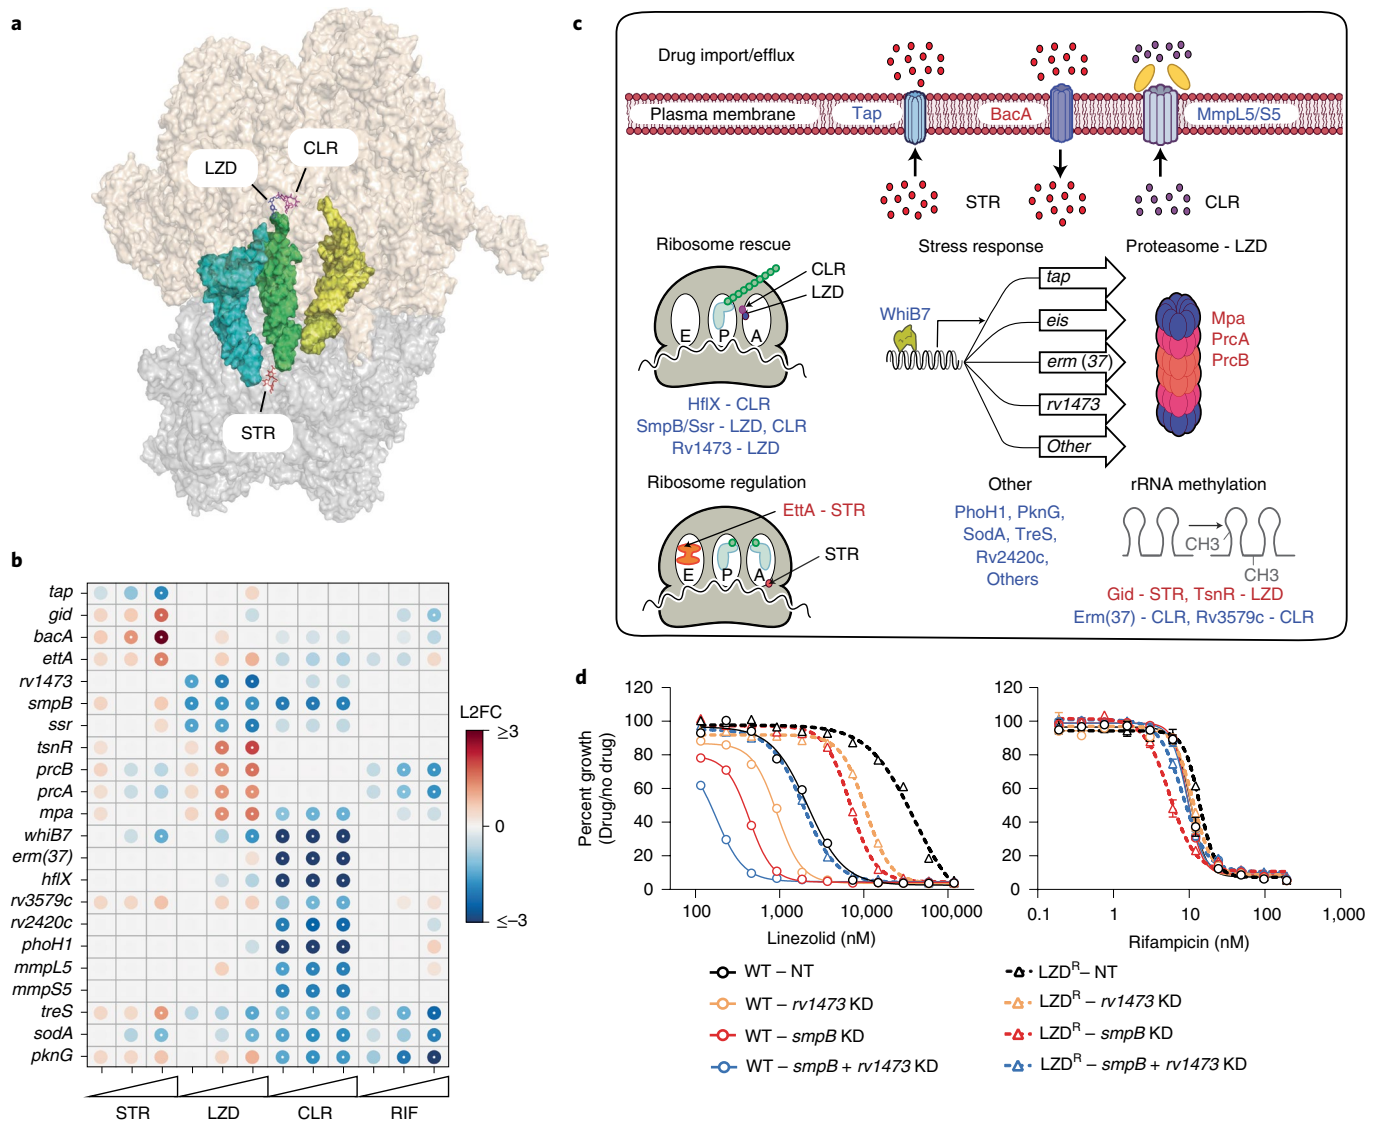 a
LZD
CLR
STR
b
tap
gid
bacA
ettA
rv1473
smpB
ssr
tsnR
prcB
prcA
mpa
whiB7
erm(37)
hflX
rv3579c
rv2420c
phoH1
mmpL5
mmpS5
treS
sodA
pknG
STR
LZD
CLR
RIF
L2FC
≥3
0
≤–3
c
Drug import/efflux
Plasma membrane
Tap
BacA
MmpL5/S5
STR
CLR
Ribosome rescue
CLR
LZD
E
P
A
HflX - CLR
SmpB/Ssr - LZD, CLR
Rv1473 - LZD
Stress response
WhiB7
tap
eis
erm (37)
rv1473
Other
Proteasome - LZD
Mpa
PrcA
PrcB
Ribosome regulation
EttA - STR
STR
E
P
A
Other
PhoH1, PknG,
SodA, TreS,
Rv2420c,
Others
rRNA methylation
CH3
CH3
Gid - STR, TsnR - LZD
Erm(37) - CLR, Rv3579c - CLR
d
Percent growth
(Drug/no drug)
120
100
80
60
40
20
0
100
1,000
10,000
100,000
Linezolid (nM)
120
100
80
60
40
20
0
0.1
1
10
100
1,000
Rifampicin (nM)
WT – NT
WT – rv1473 KD
WT – smpB KD
WT – smpB + rv1473 KD
LZDᴿ – NT
LZDᴿ – rv1473 KD
LZDᴿ – smpB KD
LZDᴿ – smpB + rv1473 KD